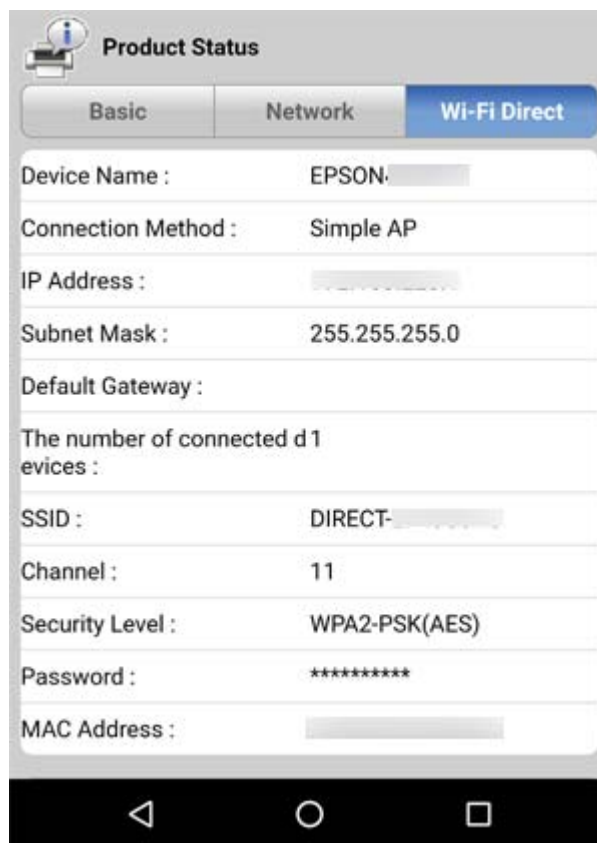 Product Status
Basic Network Wi-Fi Direct
Device Name : EPSON
Connection Method : Simple AP
IP Address :
Subnet Mask : 255.255.255.0
Default Gateway :
The number of connected d 1
evices :
SSID : DIRECT-
Channel : 11
Security Level : WPA2-PSK(AES)
Password : **********
MAC Address :